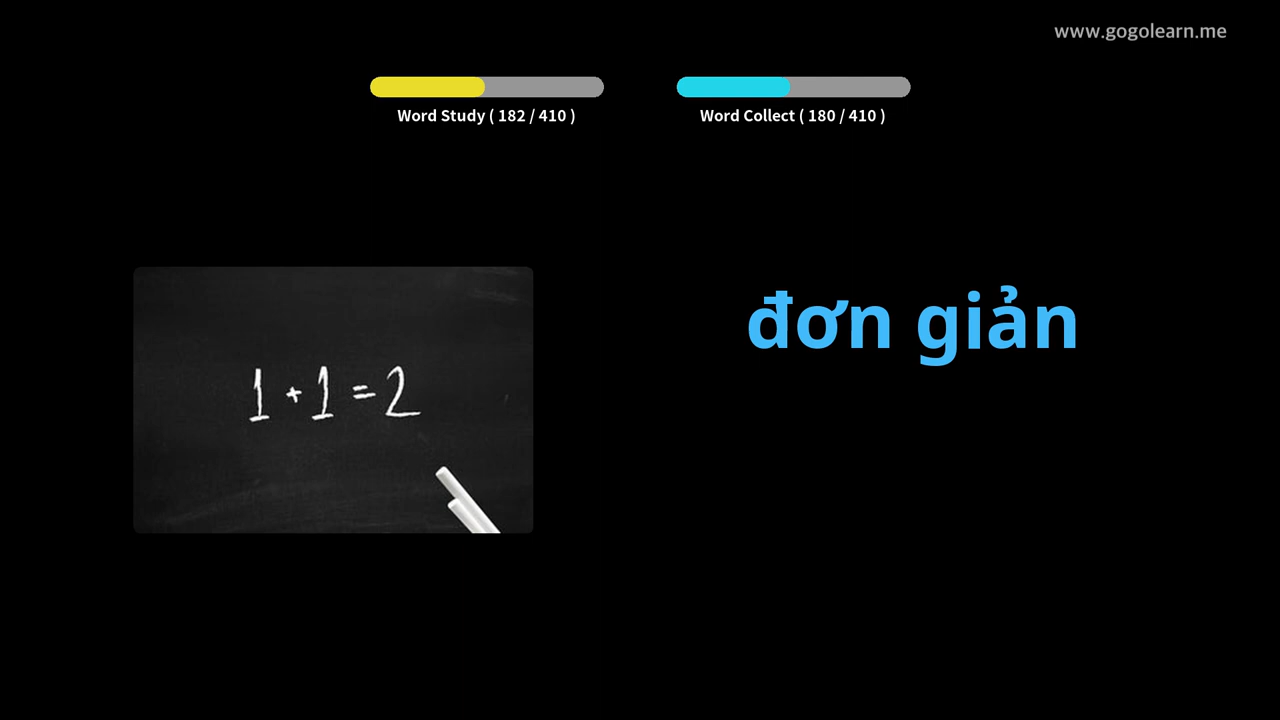 www.gogolearn.me
Word Study ( 182 / 410 )
Word Collect ( 180 / 410 )
đơn giản
1 + 1 = 2